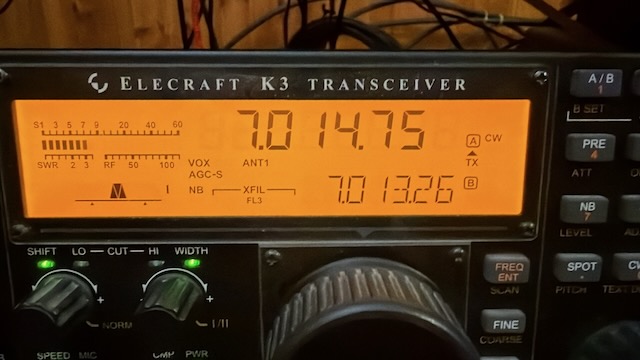 ELECRAFT K3 TRANSCEIVER
A / B
1
B SET
S1 3 5 7 9 20 40 60
7.014.75
A CW
TX
SWR 2 3 RF 50 100
VOX ANT1
AGC-S
NB XFIL
FL3
7.013.26 B
PRE
4
ATT
NB
7
LEVEL
SHIFT LO CUT HI WIDTH
FREQ
ENT
SCAN
SPOT
PITCH
+ +
NORM I/II
FINE
COARSE
SPEED MIC CMP PWR